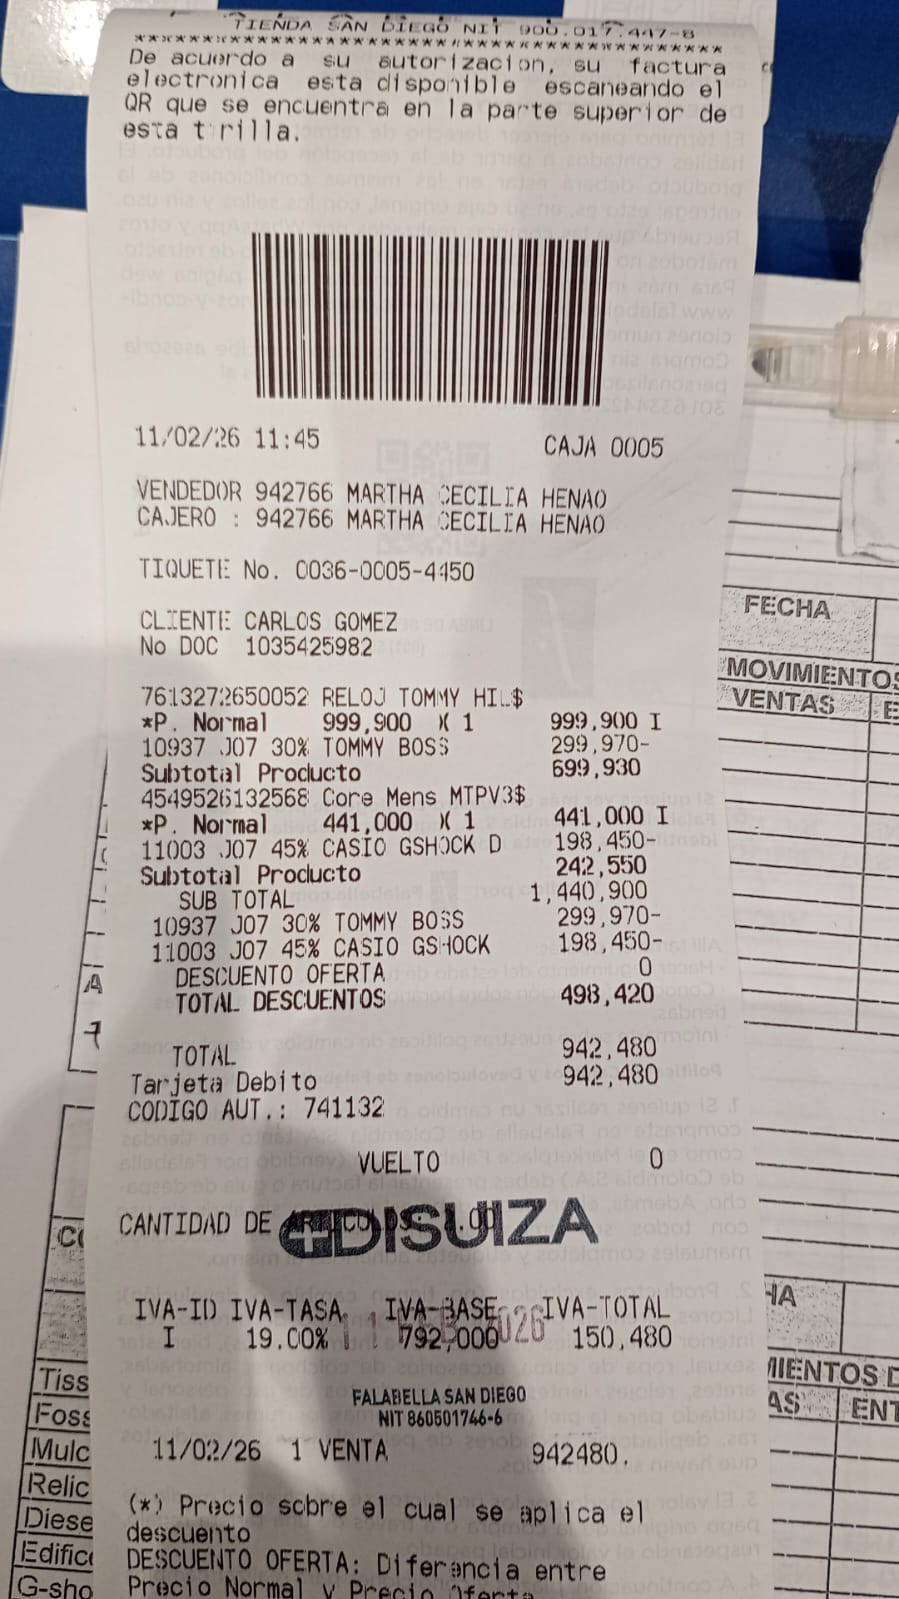 TIENDA SAN DIEGO NIT 900.017.447-8
De acuerdo a su autorizacion, su factura
electronica esta disponible escaneando el
QR que se encuentra en la parte superior de
esta tirilla.
11/02/26 11:45 CAJA 0005
VENDEDOR 942766 MARTHA CECILIA HENAO
CAJERO : 942766 MARTHA CECILIA HENAO
TIQUETE No. 0036-0005-4450
CLIENTE CARLOS GOMEZ
No DOC 1035425982
7613272650052 RELOJ TOMMY HIL$
*P. Normal 999,900 X 1 999,900 I
10937 J07 30% TOMMY BOSS 299,970-
Subtotal Producto 699,930
4549526132568 Core Mens MTPV3$
*P. Normal 441,000 X 1 441,000 I
11003 J07 45% CASIO GSHOCK D 198,450-
Subtotal Producto 242,550
SUB TOTAL 1,440,900
10937 J07 30% TOMMY BOSS 299,970-
11003 J07 45% CASIO GSHOCK 198,450-
DESCUENTO OFERTA 0
TOTAL DESCUENTOS 498,420
TOTAL 942,480
Tarjeta Debito 942,480
CODIGO AUT.: 741132
VUELTO 0
CANTIDAD DE
DISUIZA
IVA-ID IVA-TASA IVA-BASE IVA-TOTAL
I 19.00% 792,000 150,480
2026
FALABELLA SAN DIEGO
NIT 860501746-6
11/02/26 1 VENTA 942480.
(*) Precio sobre el cual se aplica el
descuento
DESCUENTO OFERTA: Diferencia entre
Precio Normal y Precio Oferta
FECHA
MOVIMIENTOS
VENTAS E
HA
MIENTOS D
AS ENT
Tiss
Foss
Mulc
Relic
Diese
Edific
G-sho